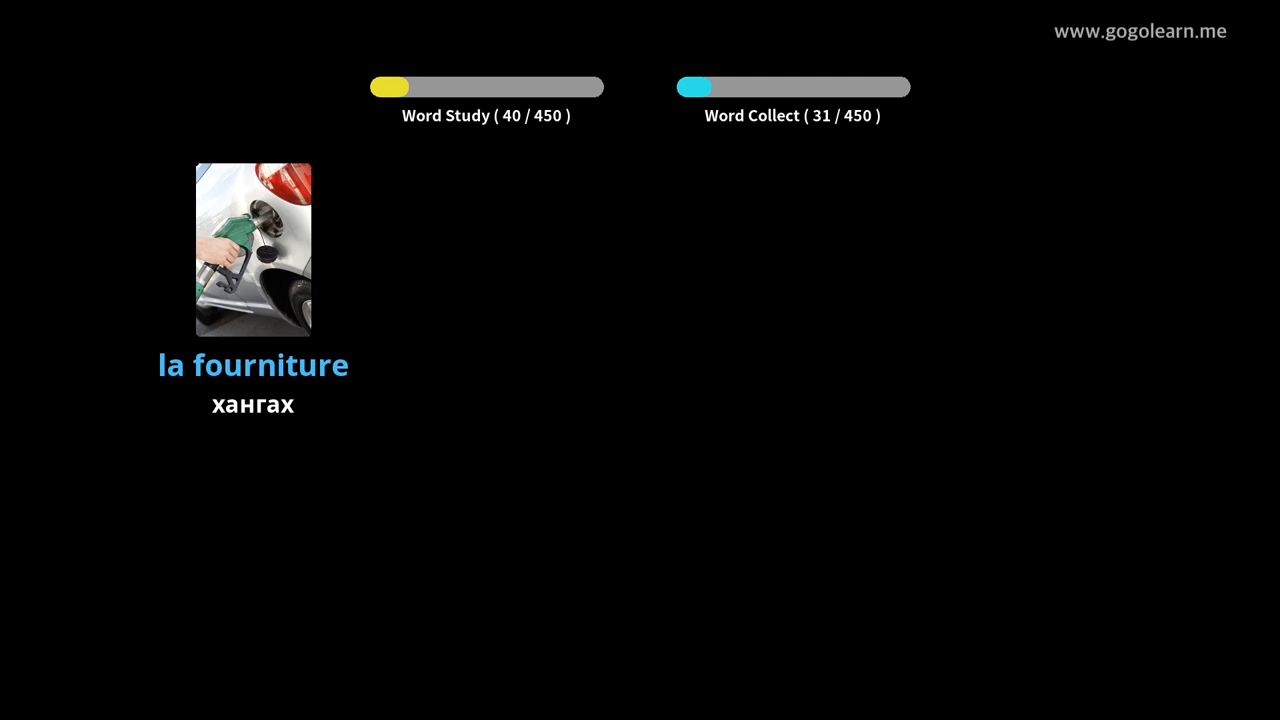 www.gogolearn.me
Word Study ( 40 / 450 )
Word Collect ( 31 / 450 )
la fourniture
хангах